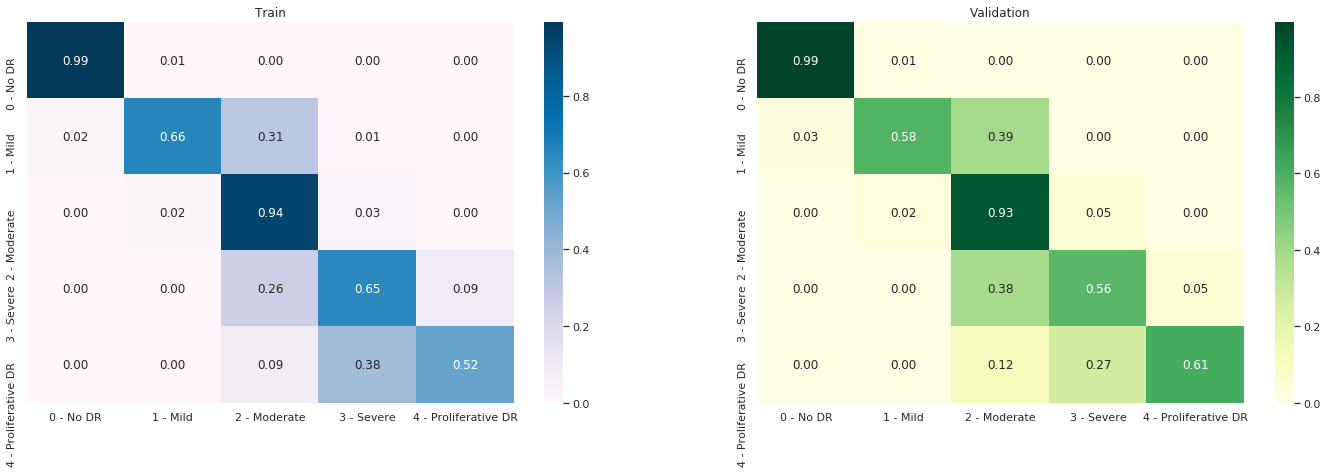 Train
0 - No DR
1 - Mild
2 - Moderate
3 - Severe
4 - Proliferative DR
0.99 0.01 0.00 0.00 0.00
0.02 0.66 0.31 0.01 0.00
0.00 0.02 0.94 0.03 0.00
0.00 0.00 0.26 0.65 0.09
0.00 0.00 0.09 0.38 0.52
0 - No DR 1 - Mild 2 - Moderate 3 - Severe 4 - Proliferative DR
0.8
0.6
0.4
0.2
0.0
Validation
0 - No DR
1 - Mild
2 - Moderate
3 - Severe
4 - Proliferative DR
0.99 0.01 0.00 0.00 0.00
0.03 0.58 0.39 0.00 0.00
0.00 0.02 0.93 0.05 0.00
0.00 0.00 0.38 0.56 0.05
0.00 0.00 0.12 0.27 0.61
0 - No DR 1 - Mild 2 - Moderate 3 - Severe 4 - Proliferative DR
0.8
0.6
0.4
0.2
0.0